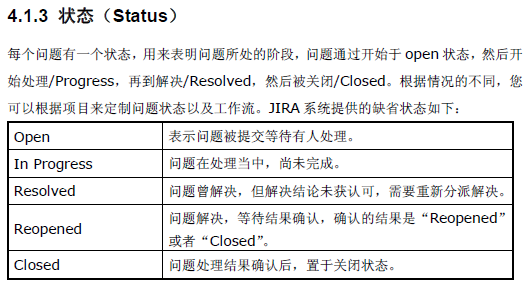 4.1.3 状态（Status）
每个问题有一个状态，用来表明问题所处的阶段，问题通过开始于 open 状态，然后开
始处理/Progress，再到解决/Resolved，然后被关闭/Closed。根据情况的不同，您
可以根据项目来定制问题状态以及工作流。JIRA 系统提供的缺省状态如下：
Open 表示问题被提交等待有人处理。
In Progress 问题在处理当中，尚未完成。
Resolved 问题曾解决，但解决结论未获认可，需要重新分派解决。
Reopened 问题解决，等待结果确认，确认的结果是“Reopened”
或者“Closed”。
Closed 问题处理结果确认后，置于关闭状态。